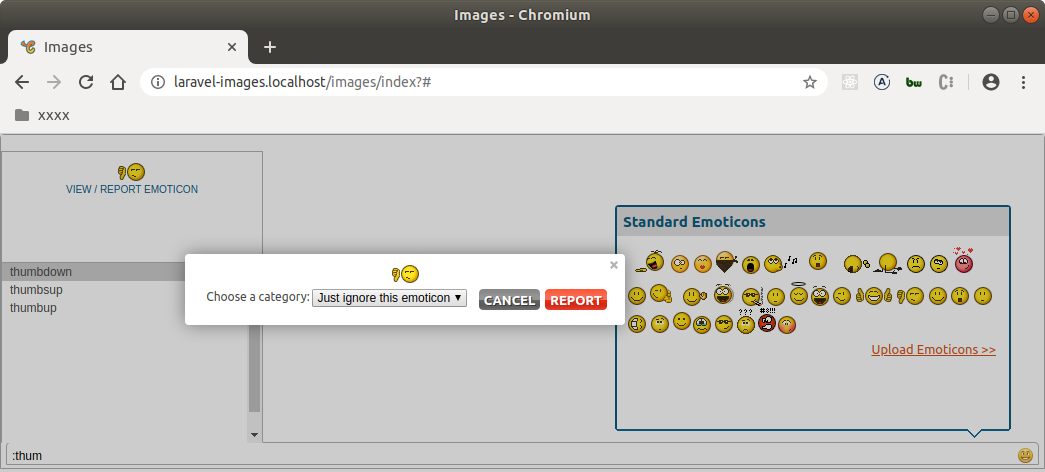 Images - Chromium
Images
laravel-images.localhost/images/index?#
xxxx
VIEW / REPORT EMOTICON
thumbdown
thumbsup
thumbup
Choose a category: Just ignore this emoticon CANCEL REPORT
Standard Emoticons
Upload Emoticons >>
:thum